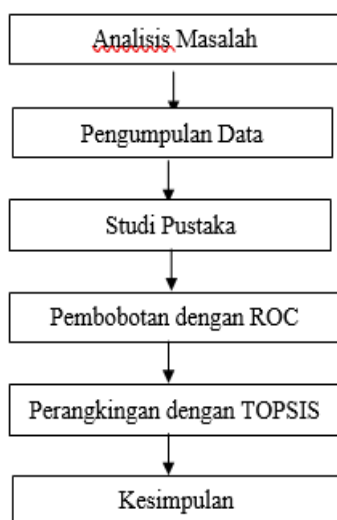 Analisis Masalah
Pengumpulan Data
Studi Pustaka
Pembobotan dengan ROC
Perangkingan dengan TOPSIS
Kesimpulan